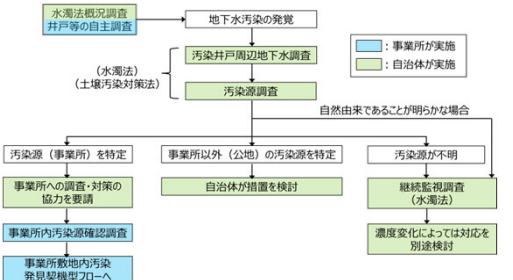 水濁法概況調査
井戸等の自主調査
地下水汚染の発覚
：事業所が実施
：自治体が実施
汚染井戸周辺地下水調査
（水濁法）
（土壌汚染対策法）
汚染源調査
自然由来であることが明らかな場合
汚染源（事業所）を特定
事業所以外（公地）の汚染源を特定
汚染源が不明
事業所への調査・対策の
協力を要請
自治体が措置を検討
継続監視調査
（水濁法）
事業所内汚染源確認調査
濃度変化によっては対応を
別途検討
事業所敷地内汚染
発見契機型フローへ